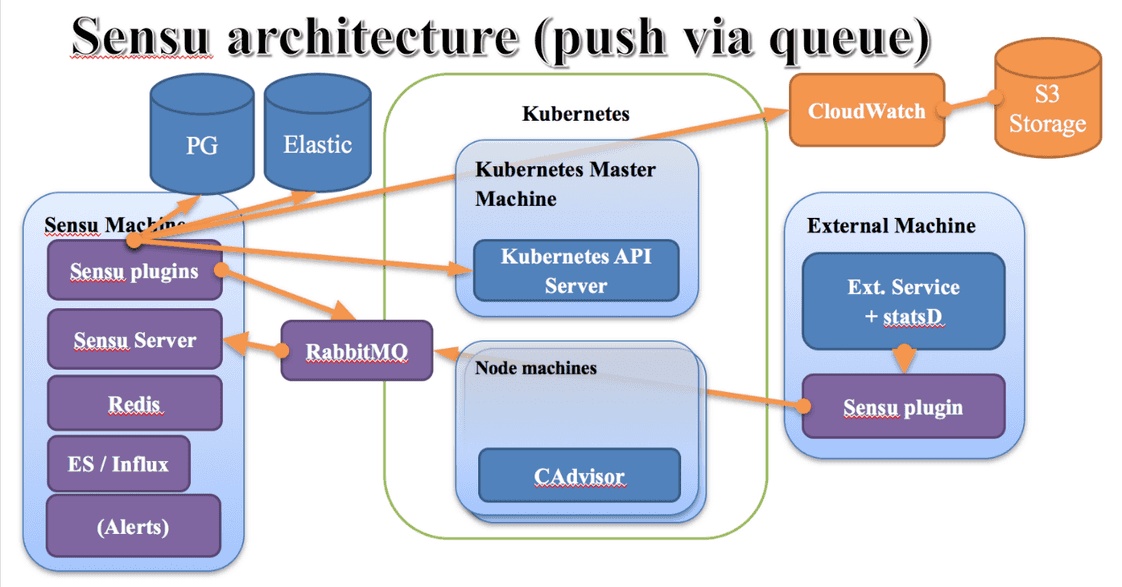 Sensu architecture (push via queue)
PG
Elastic
Kubernetes
CloudWatch
S3
Storage
Kubernetes Master
Machine
Kubernetes API
Server
Sensu Machine
Sensu plugins
Sensu Server
Redis
ES / Influx
(Alerts)
RabbitMQ
Node machines
CAdvisor
External Machine
Ext. Service
+ statsD
Sensu plugin